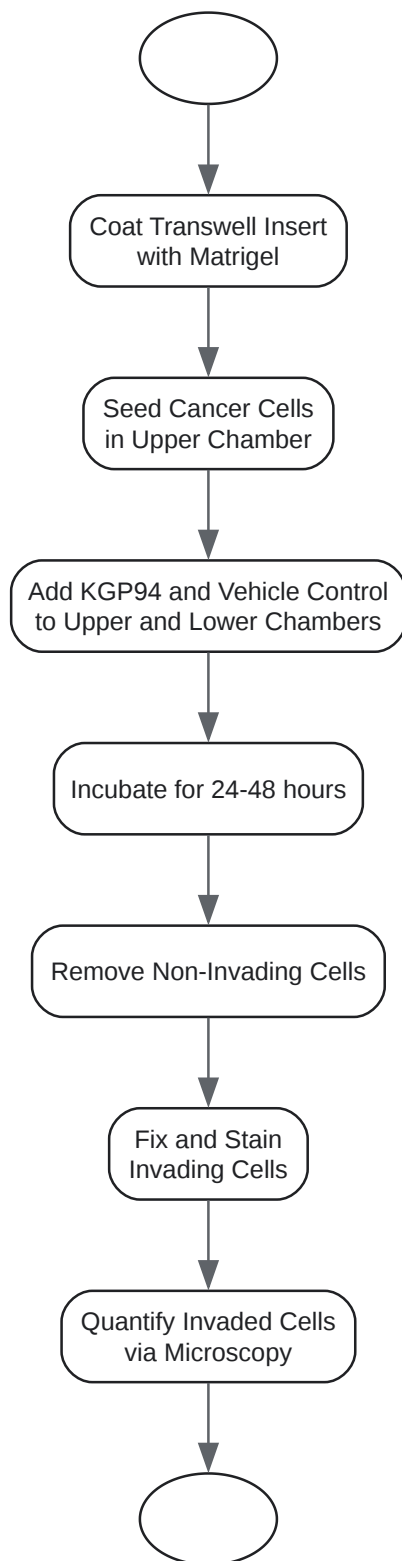 Coat Transwell Insert
with Matrigel
Seed Cancer Cells
in Upper Chamber
Add KGP94 and Vehicle Control
to Upper and Lower Chambers
Incubate for 24-48 hours
Remove Non-Invading Cells
Fix and Stain
Invading Cells
Quantify Invaded Cells
via Microscopy